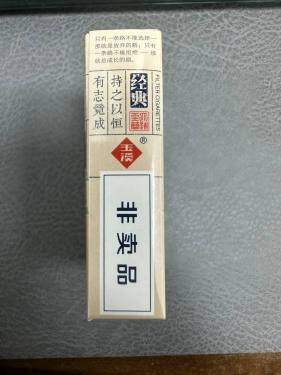 只有一条路不能选择—
那就是放弃的路；只有
一条路不能拒绝——那
就是成长的路。
有志竟成
持之以恒
经典
FILTER CIGARETTES
玉溪
®
非卖品